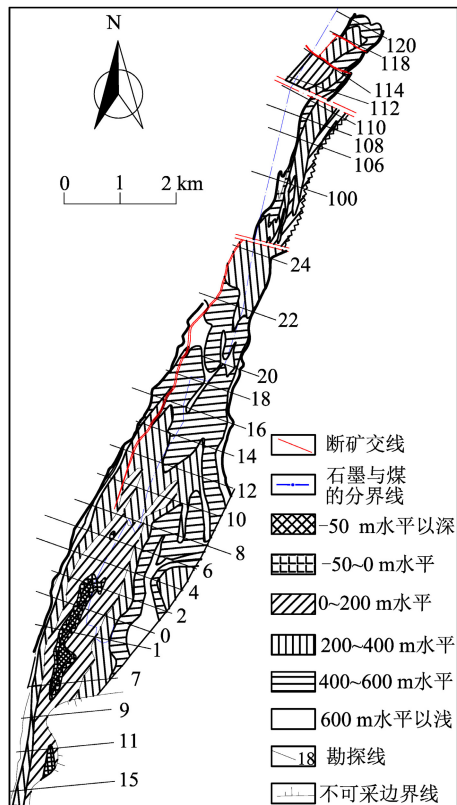 N
0 1 2 km
120
118
114
112
110
108
106
100
24
22
20
18
16
14
12
10
8
6
4
2
0
1
7
9
11
15
断矿交线
石墨与煤
的分界线
-50 m水平以深
-50~0 m水平
0~200 m水平
200~400 m水平
400~600 m水平
600 m水平以浅
18 勘探线
不可采边界线